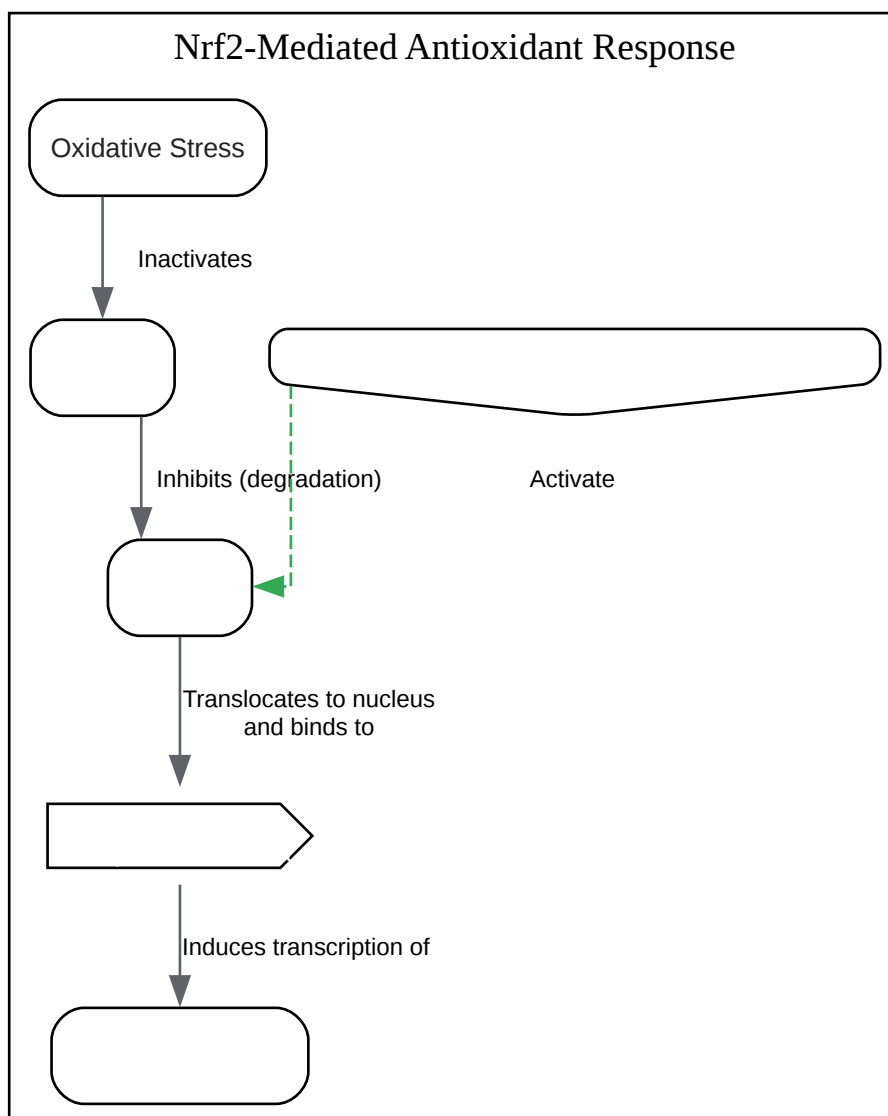 Nrf2-Mediated Antioxidant Response
Oxidative Stress
Inactivates
Inhibits (degradation)
Activate
Translocates to nucleus
and binds to
Induces transcription of